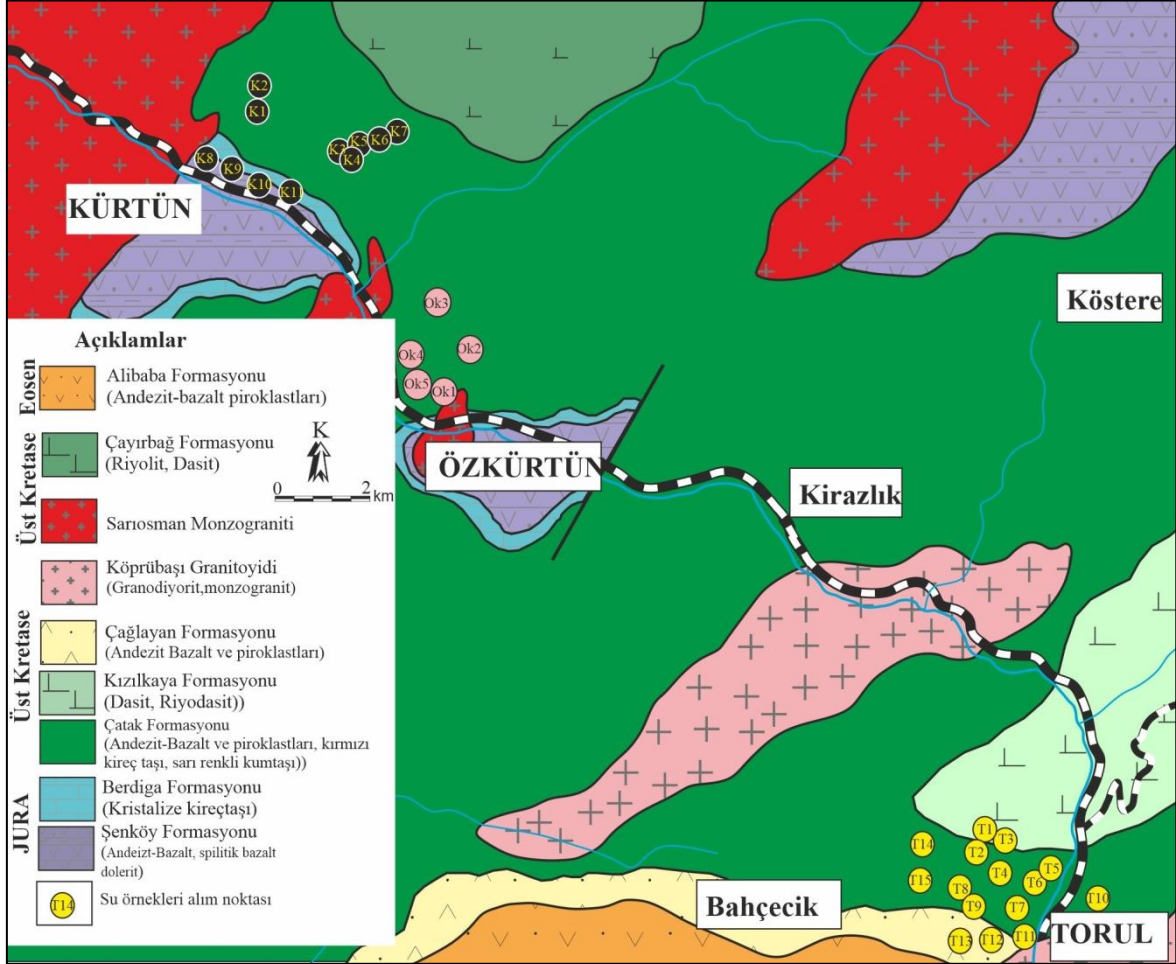 K2
K1
K7
K6
K5
K3
K4
K8
K9
K10
K11
KÜRTÜN
Köstere
Ok3
Ok4
Ok2
Ok5
Ok1
ÖZKÜRTÜN
Kirazlık
Açıklamlar
Eosen
Alibaba Formasyonu
(Andezit-bazalt piroklastları)
Üst Kretase
Çayırbağ Formasyonu
(Riyolit, Dasit)
K
0 2 km
Sarıosman Monzograniti
Köprübaşı Granitoyidi
(Granodiyorit,monzogranit)
Üst Kretase
Çağlayan Formasyonu
(Andezit Bazalt ve piroklastları)
Kızılkaya Formasyonu
(Dasit, Riyodasit))
Çatak Formasyonu
(Andezit-Bazalt ve piroklastları, kırmızı
kireç taşı, sarı renkli kumtaşı))
JURA
Berdiga Formasyonu
(Kristalize kireçtaşı)
Şenköy Formasyonu
(Andeizt-Bazalt, spilitik bazalt
dolerit)
T14
Su örnekleri alım noktası
T1
T3
T14
T2
T4
T5
T15
T8
T6
T10
T9
T7
Bahçecik
T13
T12
T11
TORUL